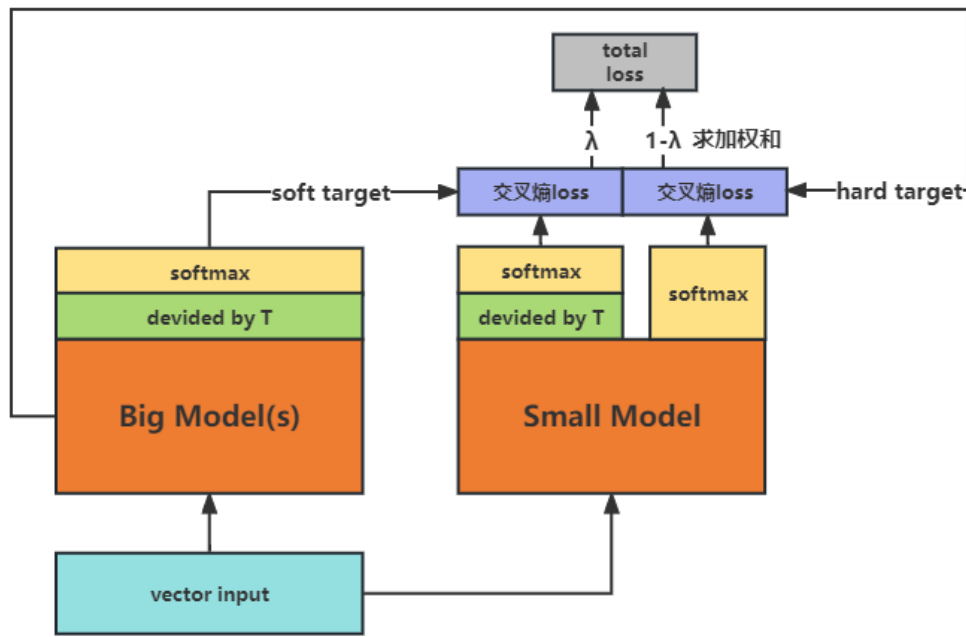 total
loss
λ
1-λ 求加权和
soft target
交叉熵loss
交叉熵loss
hard target
softmax
softmax
softmax
devided by T
devided by T
Big Model(s)
Small Model
vector input